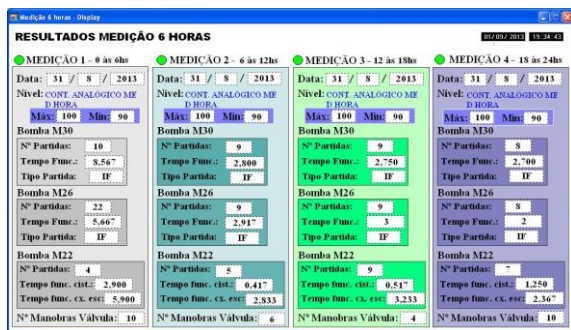 Medição 6 horas - Display
RESULTADOS MEDIÇÃO 6 HORAS
01/09/2013 19:34:43
MEDIÇÃO 1 - 0 às 6hs
Data: 31 / 8 / 2013
Nível: CONT. ANALÓGICO ME
D HORA
Máx: 100 Min: 90
Bomba M30
Nº Partidas: 10
Tempo Func.: 8,567
Tipo Partida: IF
Bomba M26
Nº Partidas: 22
Tempo Func.: 5,667
Tipo Partida: IF
Bomba M22
Nº Partidas: 4
Tempo func. cist.: 2,900
Tempo func. cx. esc: 5,900
Nº Manobras Válvula: 10
MEDIÇÃO 2 - 6 às 12hs
Data: 31 / 8 / 2013
Nível: CONT. ANALÓGICO ME
D HORA
Máx: 100 Min: 90
Bomba M30
Nº Partidas: 9
Tempo Func.: 2,800
Tipo Partida: IF
Bomba M26
Nº Partidas: 9
Tempo Func.: 2,917
Tipo Partida: IF
Bomba M22
Nº Partidas: 5
Tempo func. cist.: 0,417
Tempo func. cx. esc: 2,833
Nº Manobras Válvula: 6
MEDIÇÃO 3 - 12 às 18hs
Data: 31 / 8 / 2013
Nível: CONT. ANALÓGICO ME
D HORA
Máx: 100 Min: 90
Bomba M30
Nº Partidas: 9
Tempo Func.: 2,750
Tipo Partida: IF
Bomba M26
Nº Partidas: 9
Tempo Func.: 3
Tipo Partida: IF
Bomba M22
Nº Partidas: 9
Tempo func. cist.: 0,517
Tempo func. cx. esc: 3,233
Nº Manobras Válvula: 4
MEDIÇÃO 4 - 18 às 24hs
Data: 31 / 8 / 2013
Nível: CONT. ANALÓGICO ME
D HORA
Máx: 100 Min: 90
Bomba M30
Nº Partidas: 8
Tempo Func.: 2,700
Tipo Partida: IF
Bomba M26
Nº Partidas: 8
Tempo Func.: 2
Tipo Partida: IF
Bomba M22
Nº Partidas: 7
Tempo func. cist.: 1,250
Tempo func. cx. esc: 2,367
Nº Manobras Válvula: 10